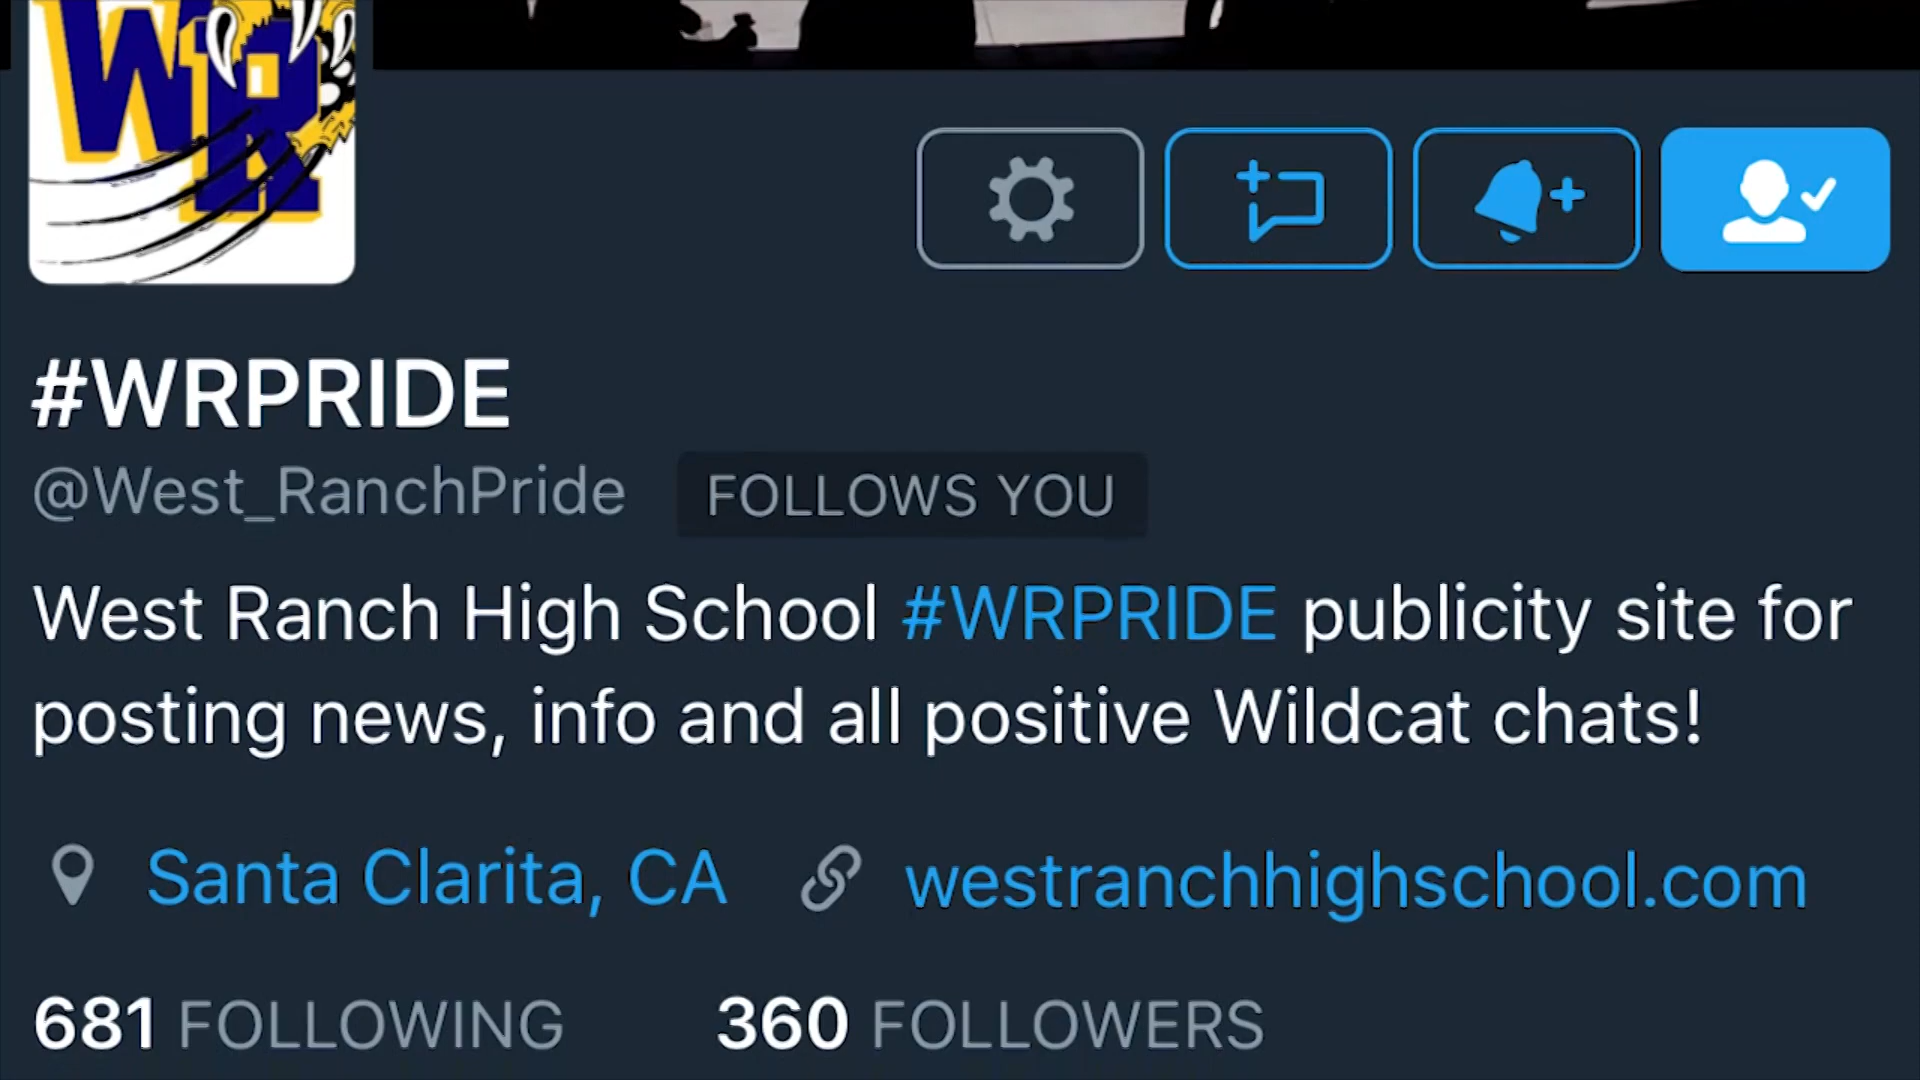 WR
#WRPRIDE
@West_RanchPride FOLLOWS YOU
West Ranch High School #WRPRIDE publicity site for
posting news, info and all positive Wildcat chats!
Santa Clarita, CA westranchhighschool.com
681 FOLLOWING 360 FOLLOWERS